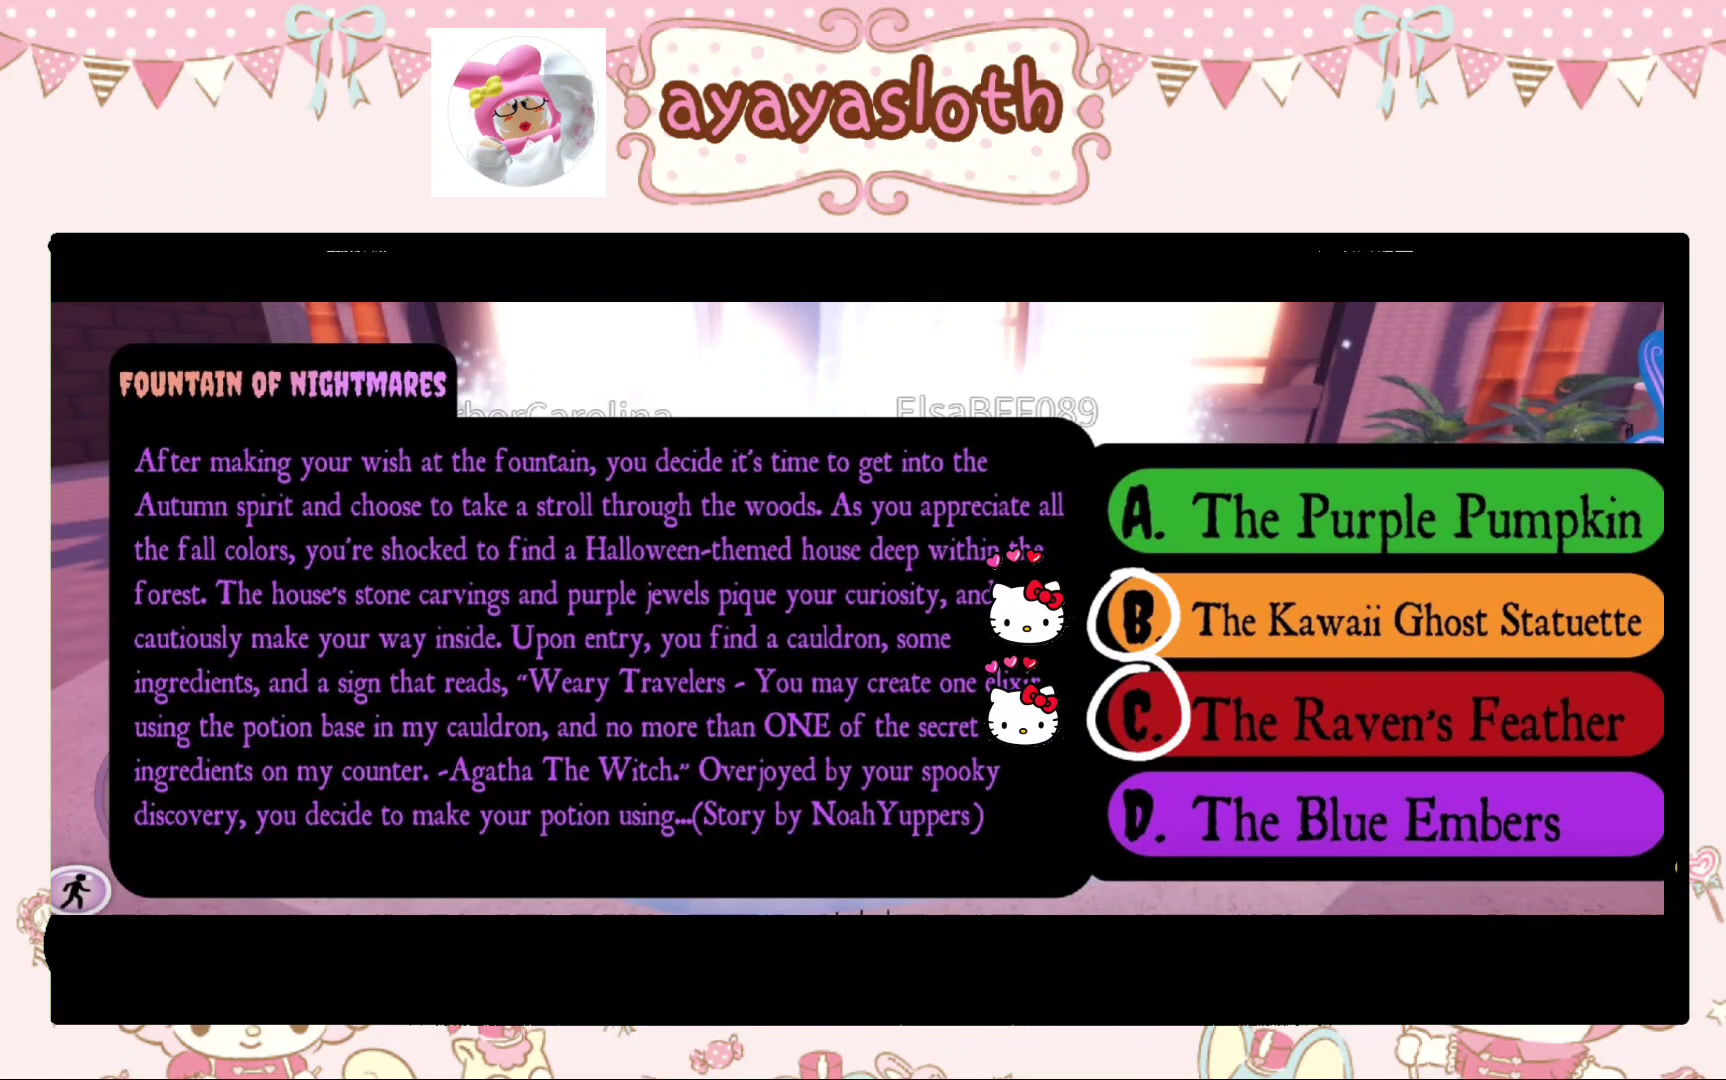 ayayasloth
FOUNTAIN OF NIGHTMARES
ElsaBFF089
After making your wish at the fountain, you decide it's time to get into the
Autumn spirit and choose to take a stroll through the woods. As you appreciate all
the fall colors, you're shocked to find a Halloween-themed house deep within the
forest. The house's stone carvings and purple jewels pique your curiosity, and
cautiously make your way inside. Upon entry, you find a cauldron, some
ingredients, and a sign that reads, "Weary Travelers - You may create one elixir
using the potion base in my cauldron, and no more than ONE of the secret
ingredients on my counter. -Agatha The Witch." Overjoyed by your spooky
discovery, you decide to make your potion using...(Story by NoahYuppers)
A. The Purple Pumpkin
B. The Kawaii Ghost Statuette
C. The Raven's Feather
D. The Blue Embers